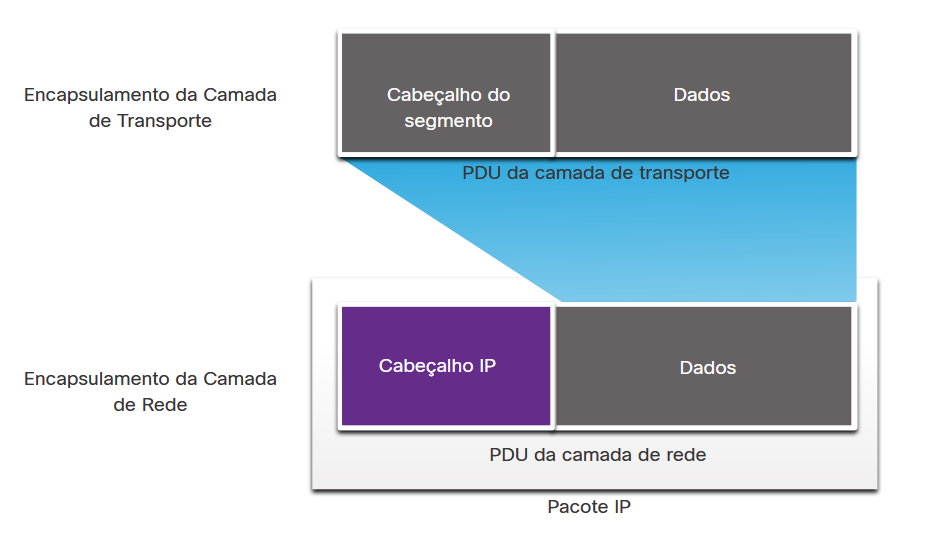 Encapsulamento da Camada
de Transporte
Cabeçalho do
segmento
Dados
PDU da camada de transporte
Encapsulamento da Camada
de Rede
Cabeçalho IP
Dados
PDU da camada de rede
Pacote IP